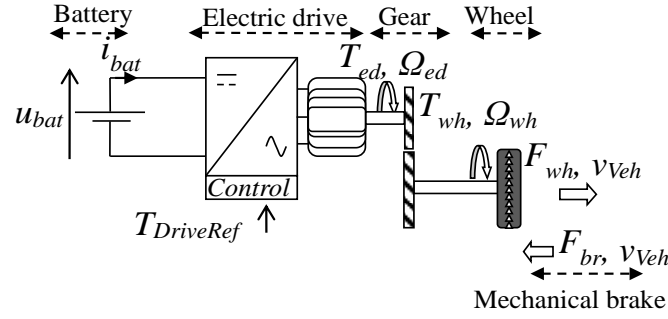 Battery Electric drive Gear Wheel
i_bat
T_ed, Ω_ed
u_bat
T_wh, Ω_wh
F_wh, v_Veh
Control
T_DriveRef
F_br, v_Veh
Mechanical brake